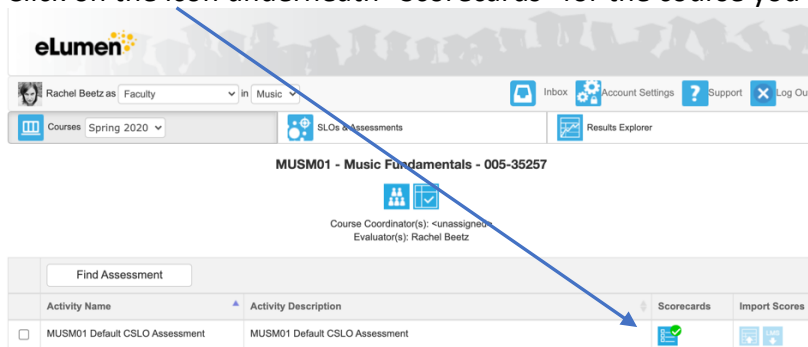 Click on the icon underneath "Scorecards" for the course you
eLumen
Rachel Beetz as Faculty in Music Inbox Account Settings ? Support Log Ou
Courses Spring 2020 SLOs & Assessments Results Explorer
MUSM01 - Music Fundamentals - 005-35257
Course Coordinator(s): <unassigned>
Evaluator(s): Rachel Beetz
Find Assessment
Activity Name Activity Description Scorecards Import Scores
MUSM01 Default CSLO Assessment MUSM01 Default CSLO Assessment LMS